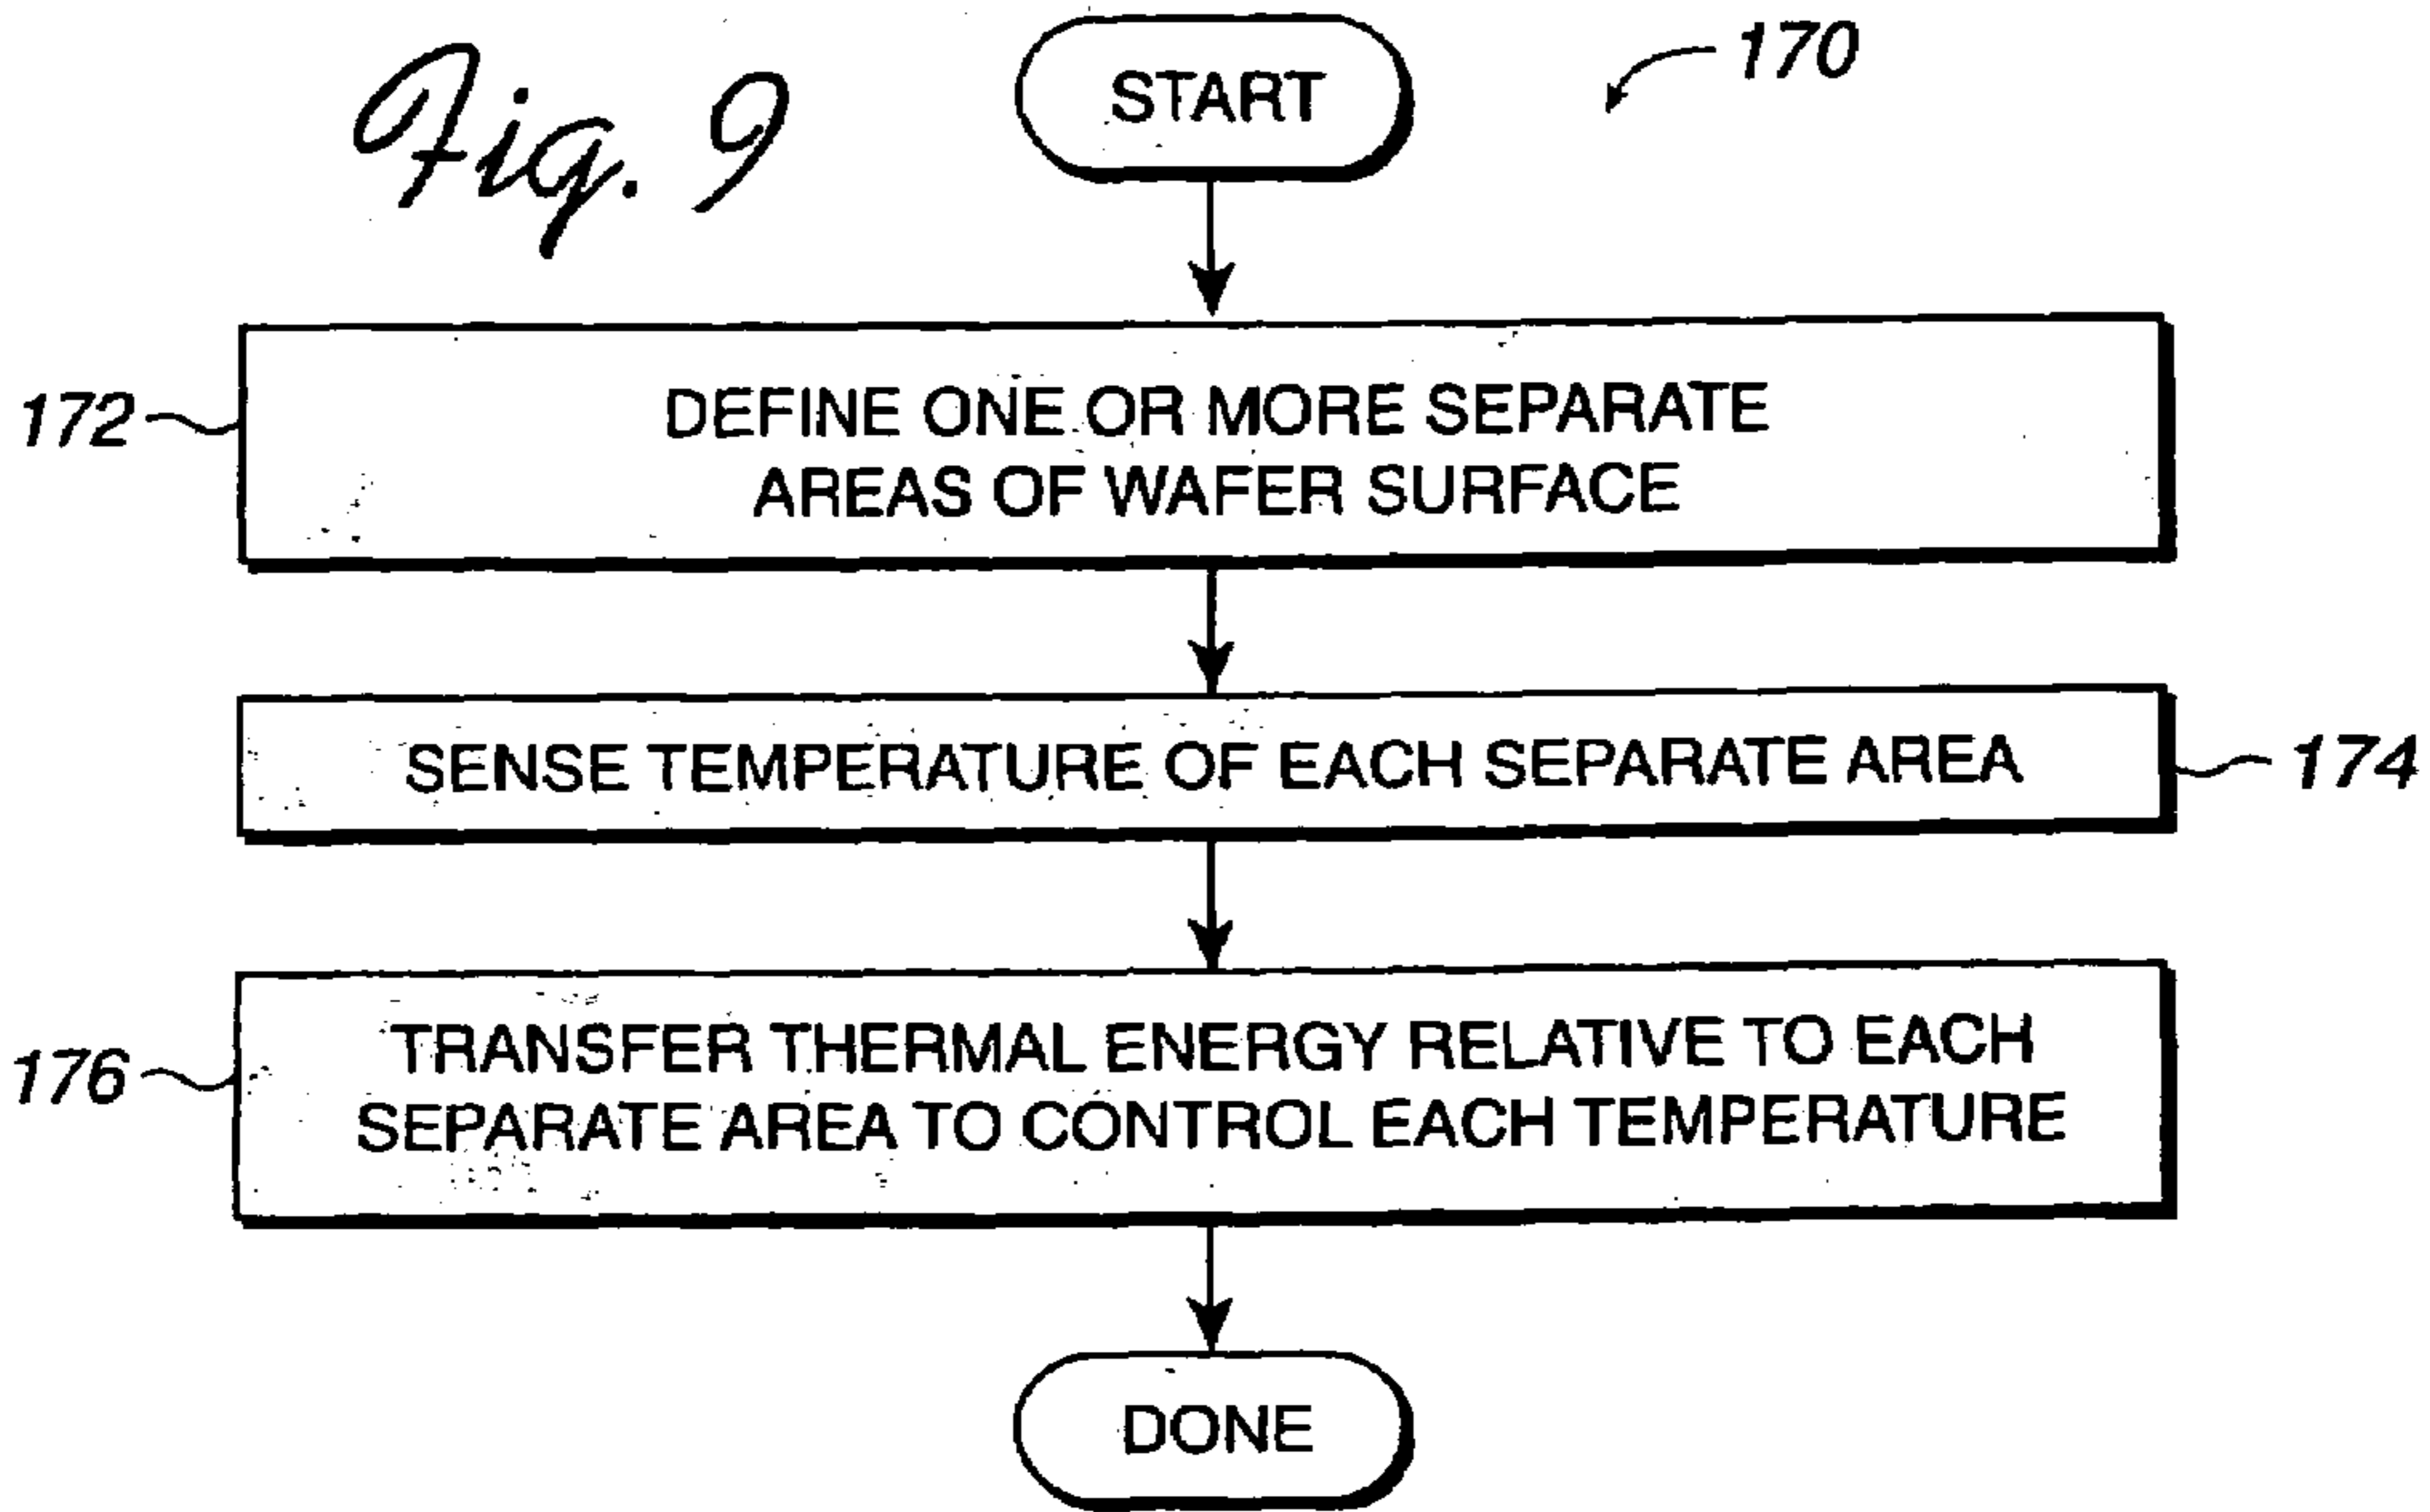 Fig. 9
START
170
172
DEFINE ONE OR MORE SEPARATE
AREAS OF WAFER SURFACE
SENSE TEMPERATURE OF EACH SEPARATE AREA
174
176
TRANSFER THERMAL ENERGY RELATIVE TO EACH
SEPARATE AREA TO CONTROL EACH TEMPERATURE
DONE